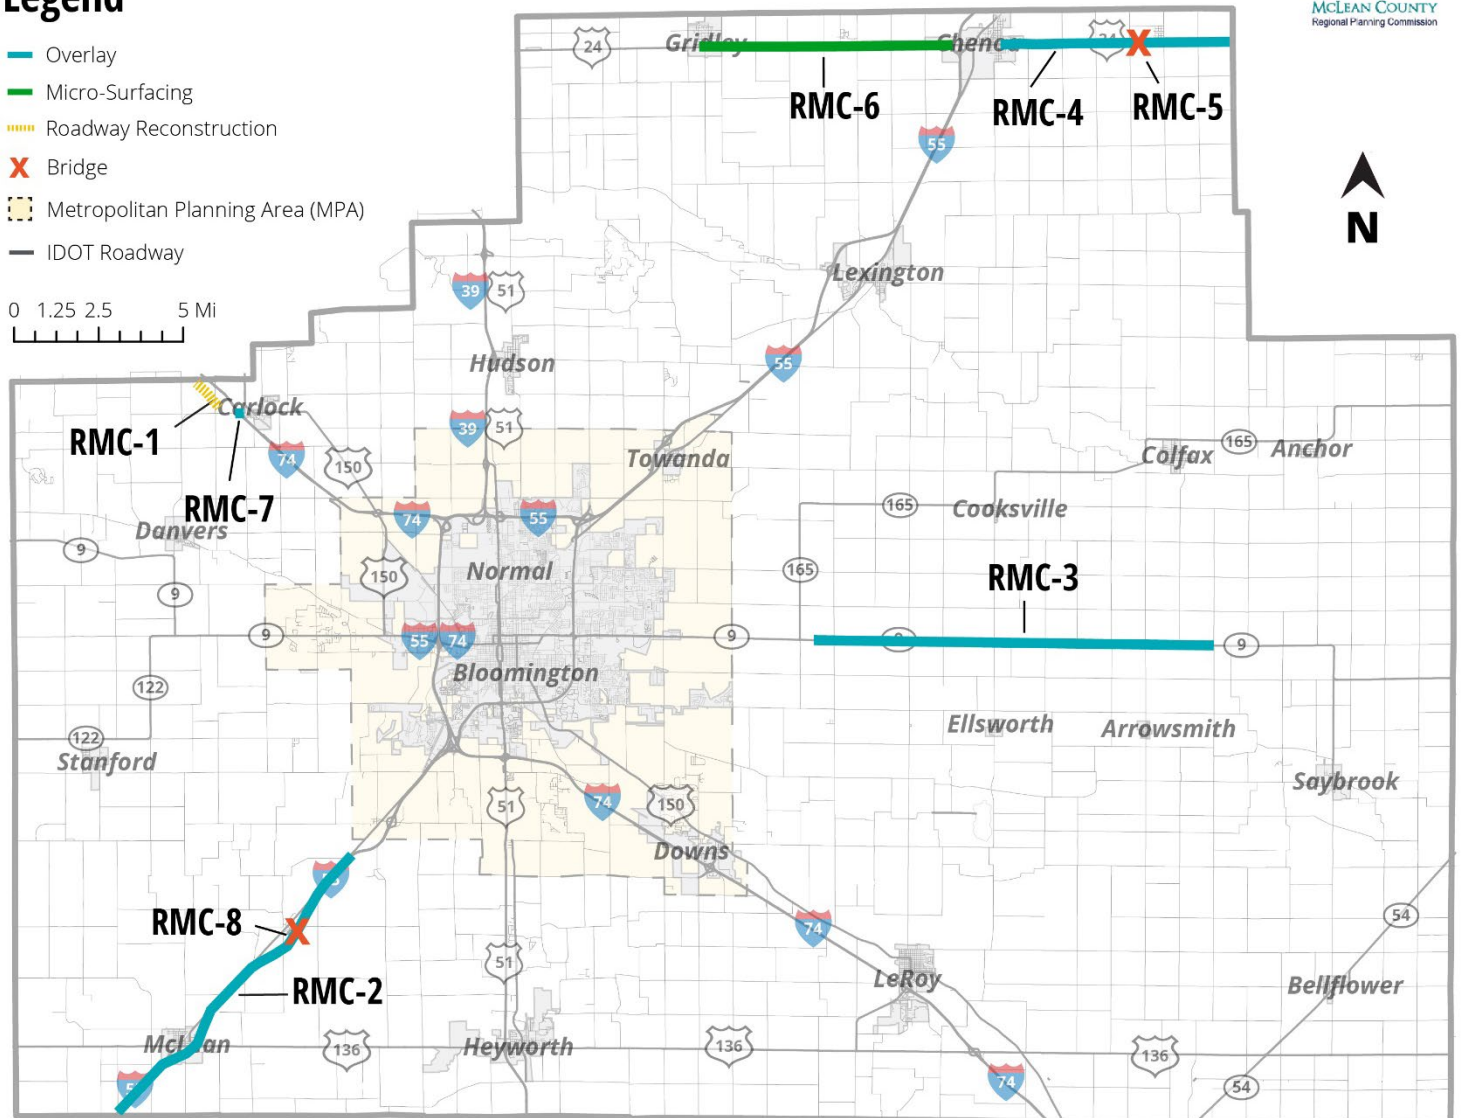 Legend
Overlay
Micro-Surfacing
Roadway Reconstruction
Bridge
Metropolitan Planning Area (MPA)
IDOT Roadway
0 1.25 2.5 5 Mi
McLEAN COUNTY
Regional Planning Commission
N
24
Gridley
Chenoa
24
RMC-6
RMC-4
RMC-5
55
Lexington
39
51
Hudson
55
Carlock
RMC-1
39
51
74
150
Towanda
165
Colfax
Anchor
RMC-7
74
55
165
Cooksville
Danvers
9
150
Normal
165
RMC-3
9
9
55
74
9
9
9
Bloomington
122
122
Stanford
Ellsworth
Arrowsmith
Saybrook
51
74
150
Downs
55
RMC-8
74
54
51
LeRoy
RMC-2
Bellflower
McLean
136
Heyworth
136
136
55
74
54